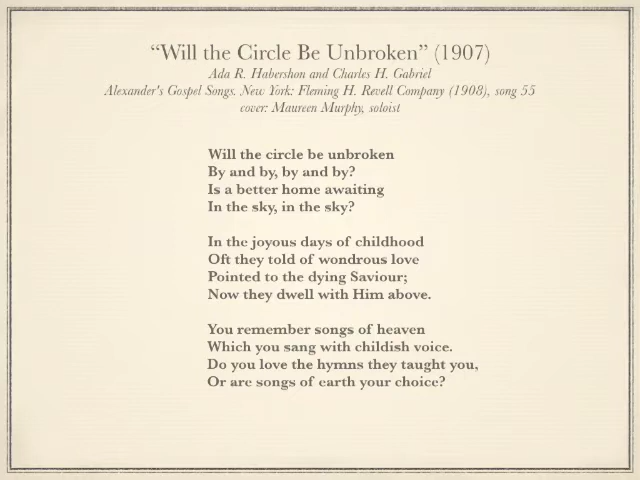 “Will the Circle Be Unbroken” (1907)
Ada R. Habershon and Charles H. Gabriel
Alexander's Gospel Songs. New York: Fleming H. Revell Company (1908), song 55
cover: Maureen Murphy, soloist
Will the circle be unbroken
By and by, by and by?
Is a better home awaiting
In the sky, in the sky?
In the joyous days of childhood
Oft they told of wondrous love
Pointed to the dying Saviour;
Now they dwell with Him above.
You remember songs of heaven
Which you sang with childish voice.
Do you love the hymns they taught you,
Or are songs of earth your choice?